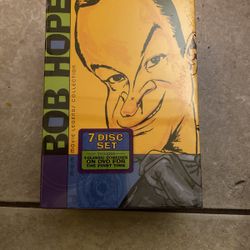 BOB HOPE
MOVIE LEGENDS COLLECTION
7 DISC
SET
ON DVD FOR
THE FIRST TIME